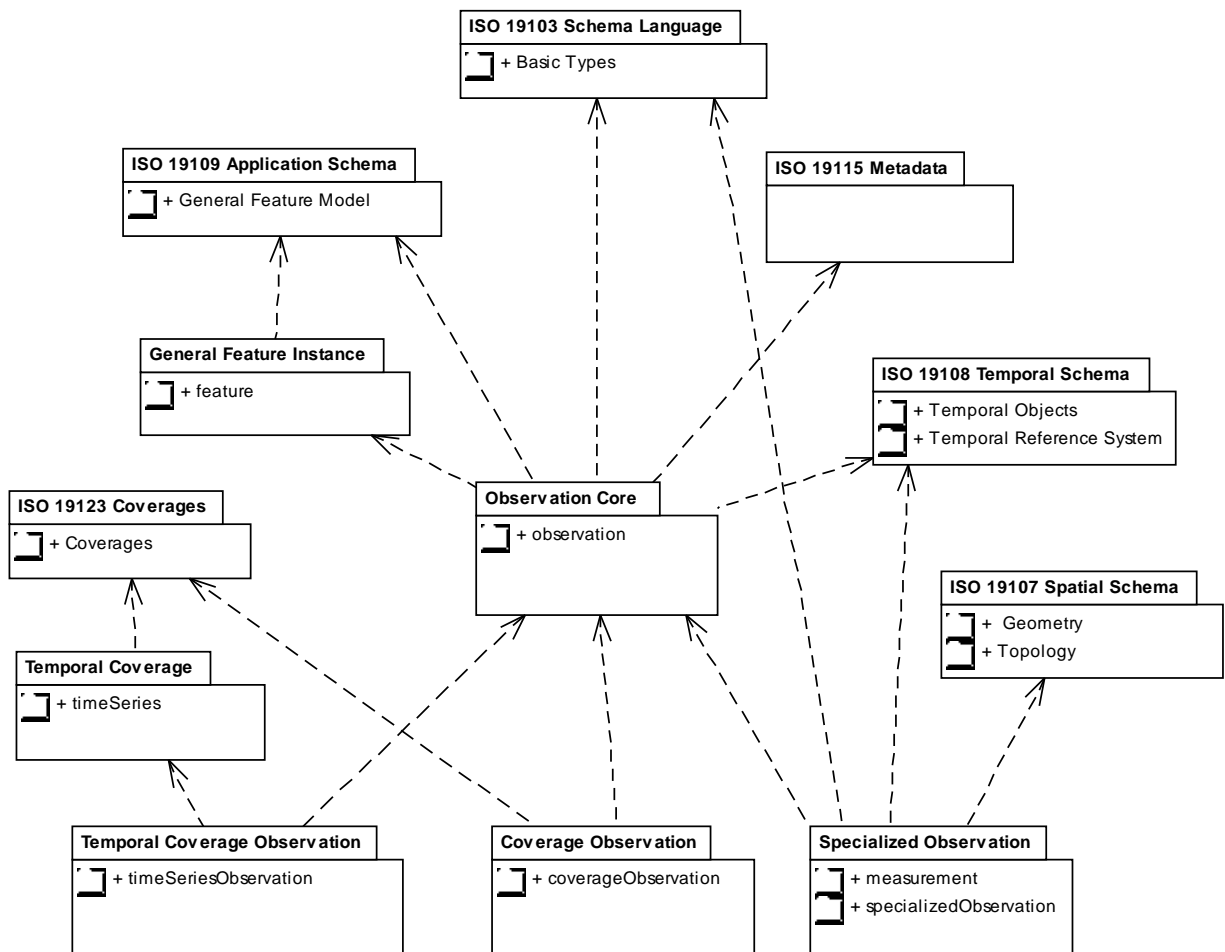 ISO 19103 Schema Language
+ Basic Types
ISO 19109 Application Schema
+ General Feature Model
ISO 19115 Metadata
General Feature Instance
+ feature
ISO 19108 Temporal Schema
+ Temporal Objects
+ Temporal Reference System
Observation Core
+ observation
ISO 19123 Coverages
+ Coverages
ISO 19107 Spatial Schema
+ Geometry
+ Topology
Temporal Coverage
+ timeSeries
Temporal Coverage Observation
+ timeSeriesObservation
Coverage Observation
+ coverageObservation
Specialized Observation
+ measurement
+ specializedObservation